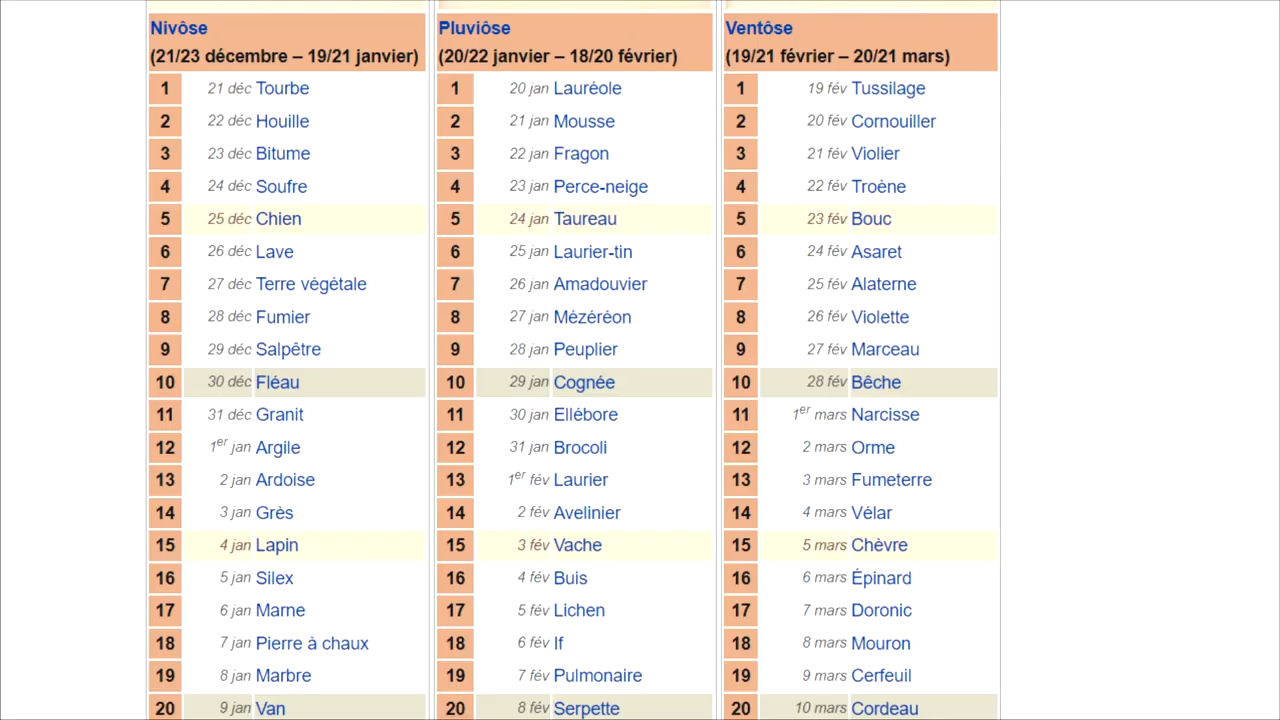 Nivôse
(21/23 décembre – 19/21 janvier)
1 21 déc Tourbe
2 22 déc Houille
3 23 déc Bitume
4 24 déc Soufre
5 25 déc Chien
6 26 déc Lave
7 27 déc Terre végétale
8 28 déc Fumier
9 29 déc Salpêtre
10 30 déc Fléau
11 31 déc Granit
12 1er jan Argile
13 2 jan Ardoise
14 3 jan Grès
15 4 jan Lapin
16 5 jan Silex
17 6 jan Marne
18 7 jan Pierre à chaux
19 8 jan Marbre
20 9 jan Van
Pluviôse
(20/22 janvier – 18/20 février)
1 20 jan Lauréole
2 21 jan Mousse
3 22 jan Fragon
4 23 jan Perce-neige
5 24 jan Taureau
6 25 jan Laurier-tin
7 26 jan Amadouvier
8 27 jan Mézéréon
9 28 jan Peuplier
10 29 jan Cognée
11 30 jan Ellébore
12 31 jan Brocoli
13 1er fév Laurier
14 2 fév Avelinier
15 3 fév Vache
16 4 fév Buis
17 5 fév Lichen
18 6 fév If
19 7 fév Pulmonaire
20 8 fév Serpette
Ventôse
(19/21 février – 20/21 mars)
1 19 fév Tussilage
2 20 fév Cornouiller
3 21 fév Violier
4 22 fév Troène
5 23 fév Bouc
6 24 fév Asaret
7 25 fév Alaterne
8 26 fév Violette
9 27 fév Marceau
10 28 fév Bêche
11 1er mars Narcisse
12 2 mars Orme
13 3 mars Fumeterre
14 4 mars Vélar
15 5 mars Chèvre
16 6 mars Épinard
17 7 mars Doronic
18 8 mars Mouron
19 9 mars Cerfeuil
20 10 mars Cordeau